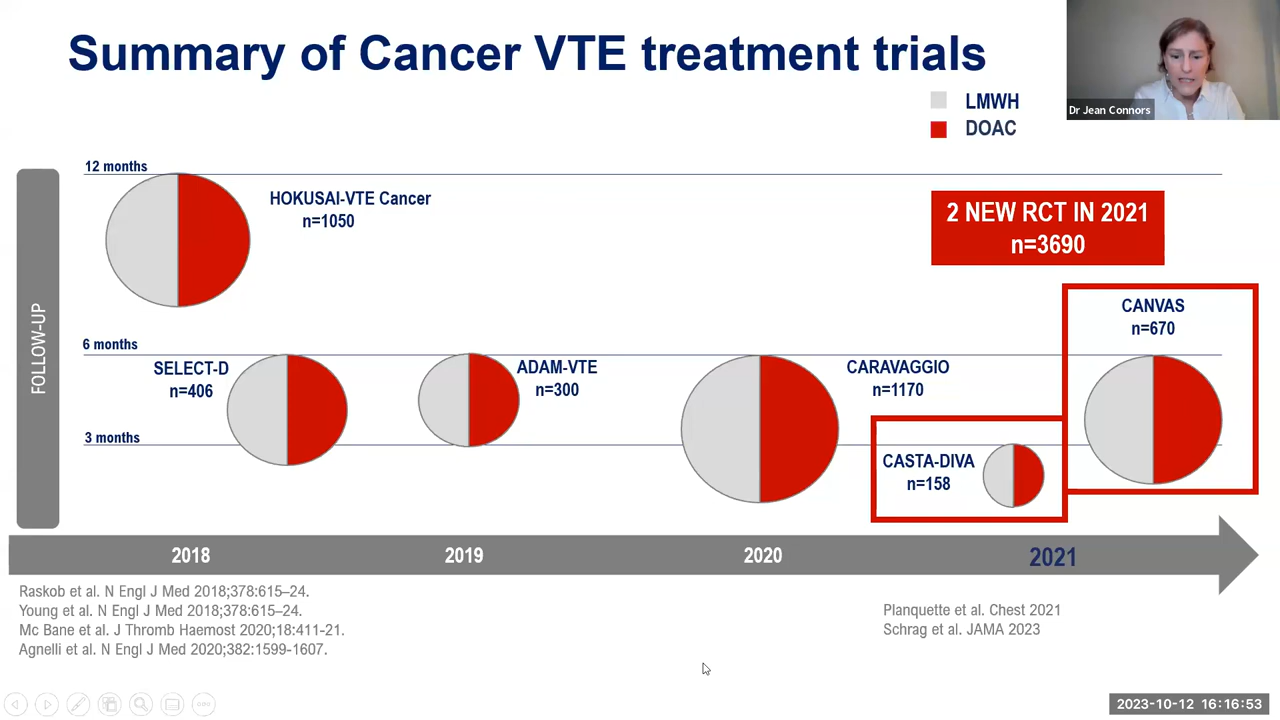 Summary of Cancer VTE treatment trials
LMWH
DOAC
Dr Jean Connors
12 months
HOKUSAI-VTE Cancer
n=1050
2 NEW RCT IN 2021
n=3690
FOLLOW-UP
CANVAS
n=670
6 months
SELECT-D
n=406
ADAM-VTE
n=300
CARAVAGGIO
n=1170
3 months
CASTA-DIVA
n=158
2018
2019
2020
2021
Raskob et al. N Engl J Med 2018;378:615–24.
Young et al. N Engl J Med 2018;378:615–24.
Mc Bane et al. J Thromb Haemost 2020;18:411-21.
Agnelli et al. N Engl J Med 2020;382:1599-1607.
Planquette et al. Chest 2021
Schrag et al. JAMA 2023
2023-10-12 16:16:53